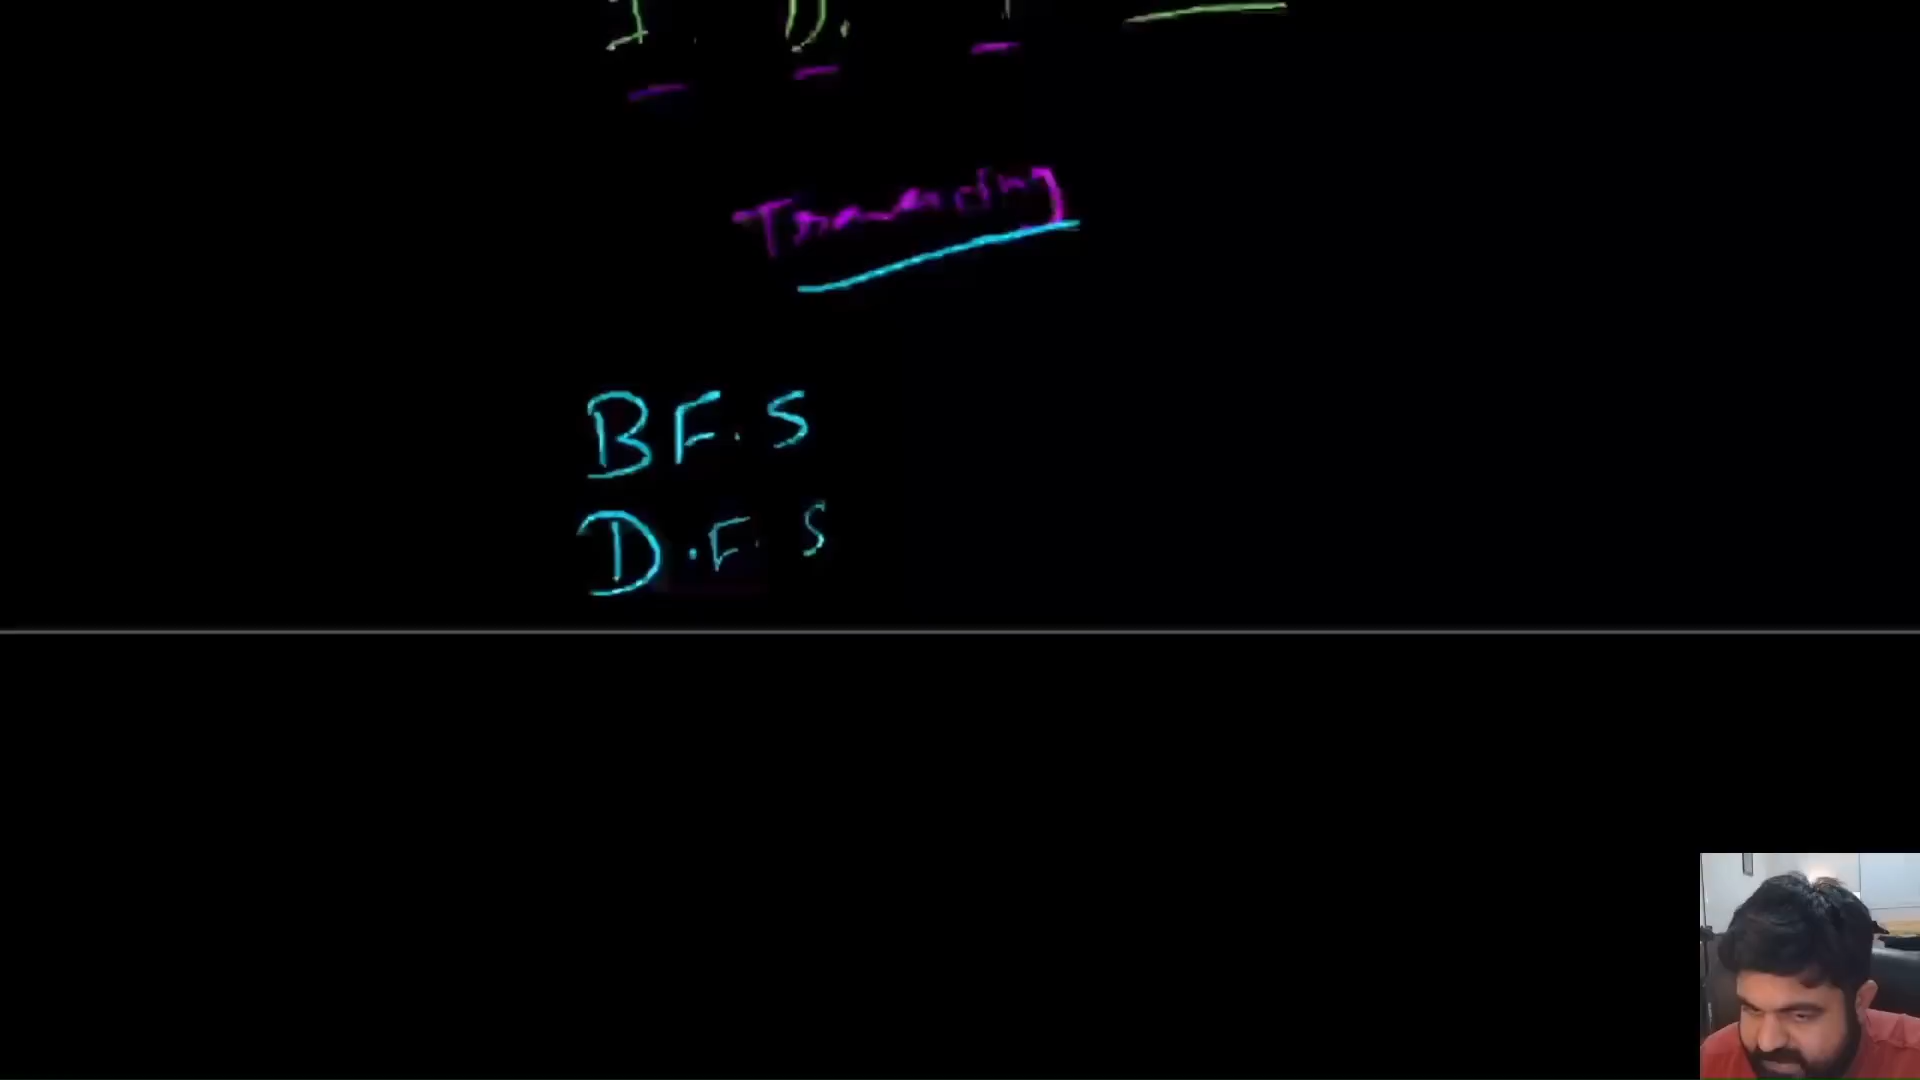 I. D.
Traversing
B F. S
D. F. S